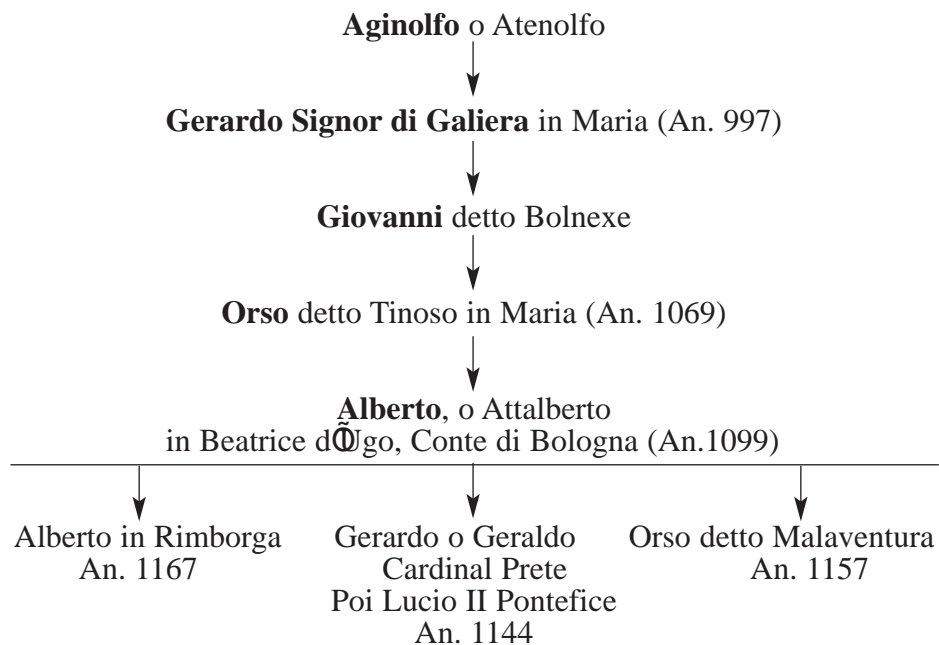 Aginolfo o Atenolfo
Gerardo Signor di Galiera in Maria (An. 997)
Giovanni detto Bolnexe
Orso detto Tinoso in Maria (An. 1069)
Alberto, o Attalberto
in Beatrice Conte di Bologna (An.1099)
Alberto in Rimborga
An. 1167
Gerardo o Geraldo
Cardinal Prete
Poi Lucio II Pontefice
An. 1144
Orso detto Malaventura
An. 1157